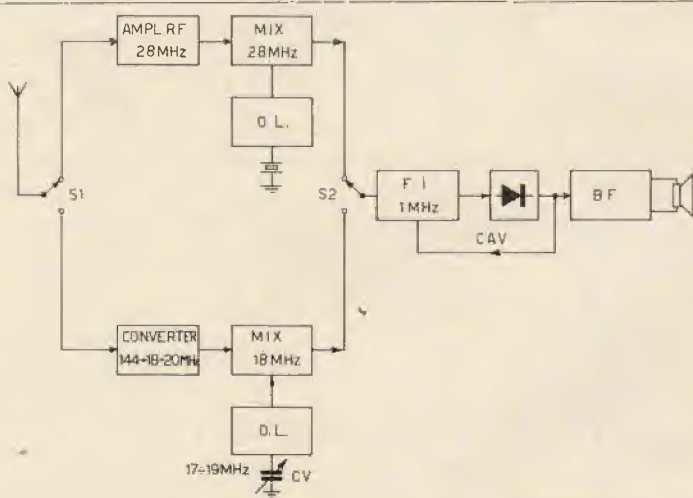 AMPL.RF
28MHz
MIX
28MHz
O.L.
S1
S2
F I
1MHz
BF
CAV
CONVERTER
144-18-20MHz
MIX
18MHz
O.L.
17÷19MHz
CV